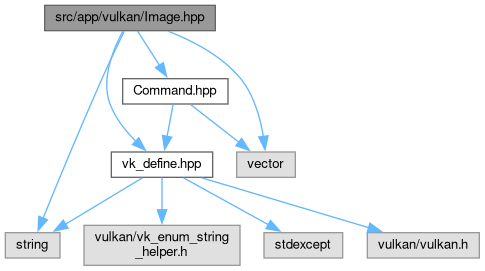 src/app/vulkan/Image.hpp
Command.hpp
vk_define.hpp
vector
string
vulkan/vk_enum_string
_helper.h
stdexcept
vulkan/vulkan.h